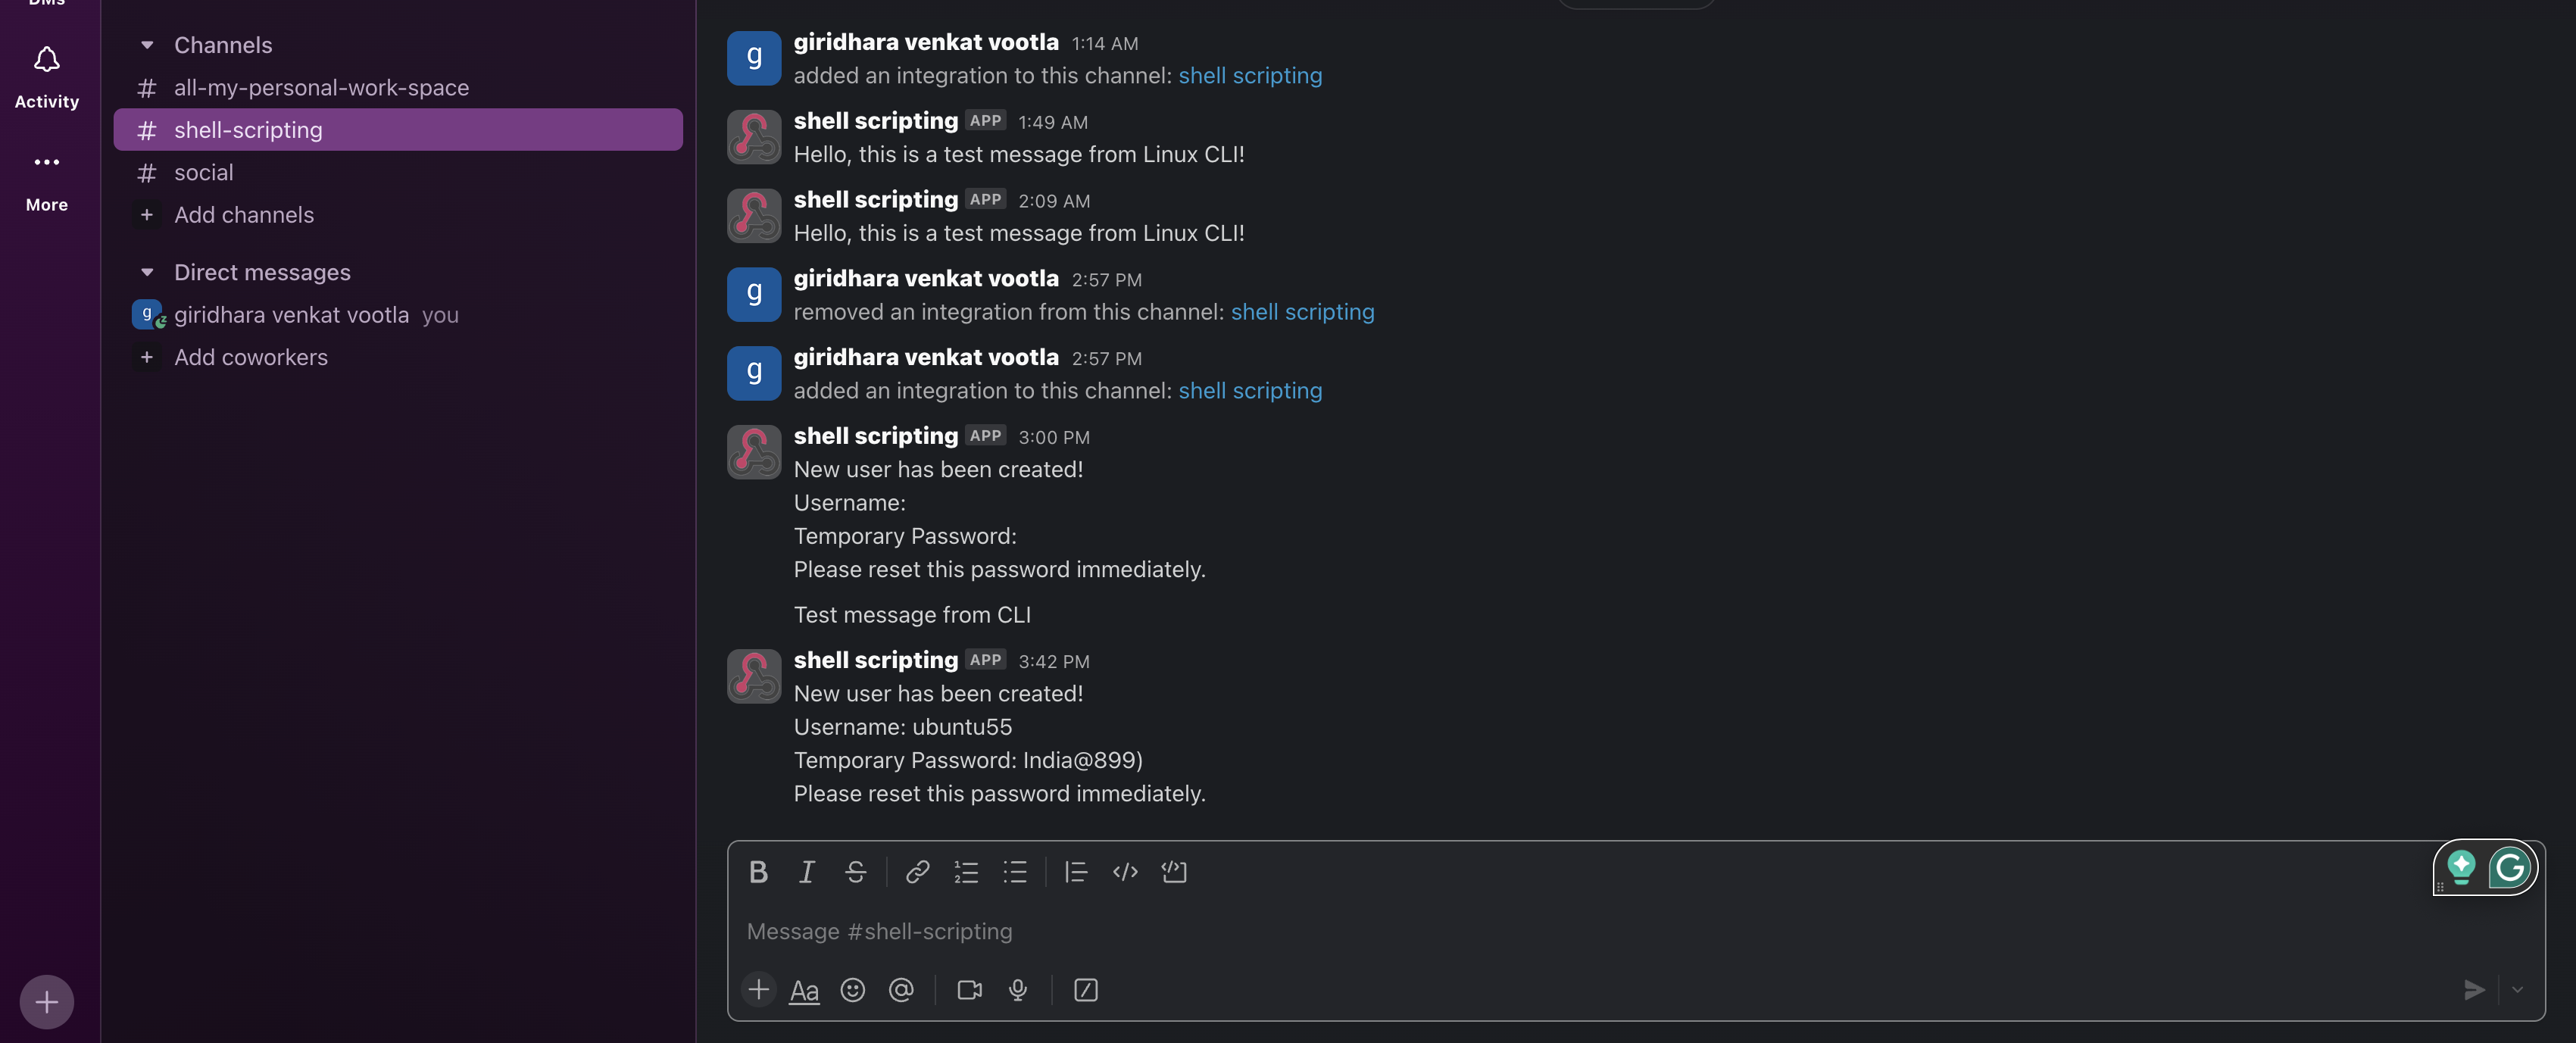 DMs
Activity
More
Channels
# all-my-personal-work-space
# shell-scripting
# social
+ Add channels
Direct messages
g giridhara venkat vootla you
+ Add coworkers
g giridhara venkat vootla 1:14 AM
added an integration to this channel: shell scripting
shell scripting APP 1:49 AM
Hello, this is a test message from Linux CLI!
shell scripting APP 2:09 AM
Hello, this is a test message from Linux CLI!
g giridhara venkat vootla 2:57 PM
removed an integration from this channel: shell scripting
g giridhara venkat vootla 2:57 PM
added an integration to this channel: shell scripting
shell scripting APP 3:00 PM
New user has been created!
Username:
Temporary Password:
Please reset this password immediately.
Test message from CLI
shell scripting APP 3:42 PM
New user has been created!
Username: ubuntu55
Temporary Password: India@899)
Please reset this password immediately.
Message #shell-scripting
Aa